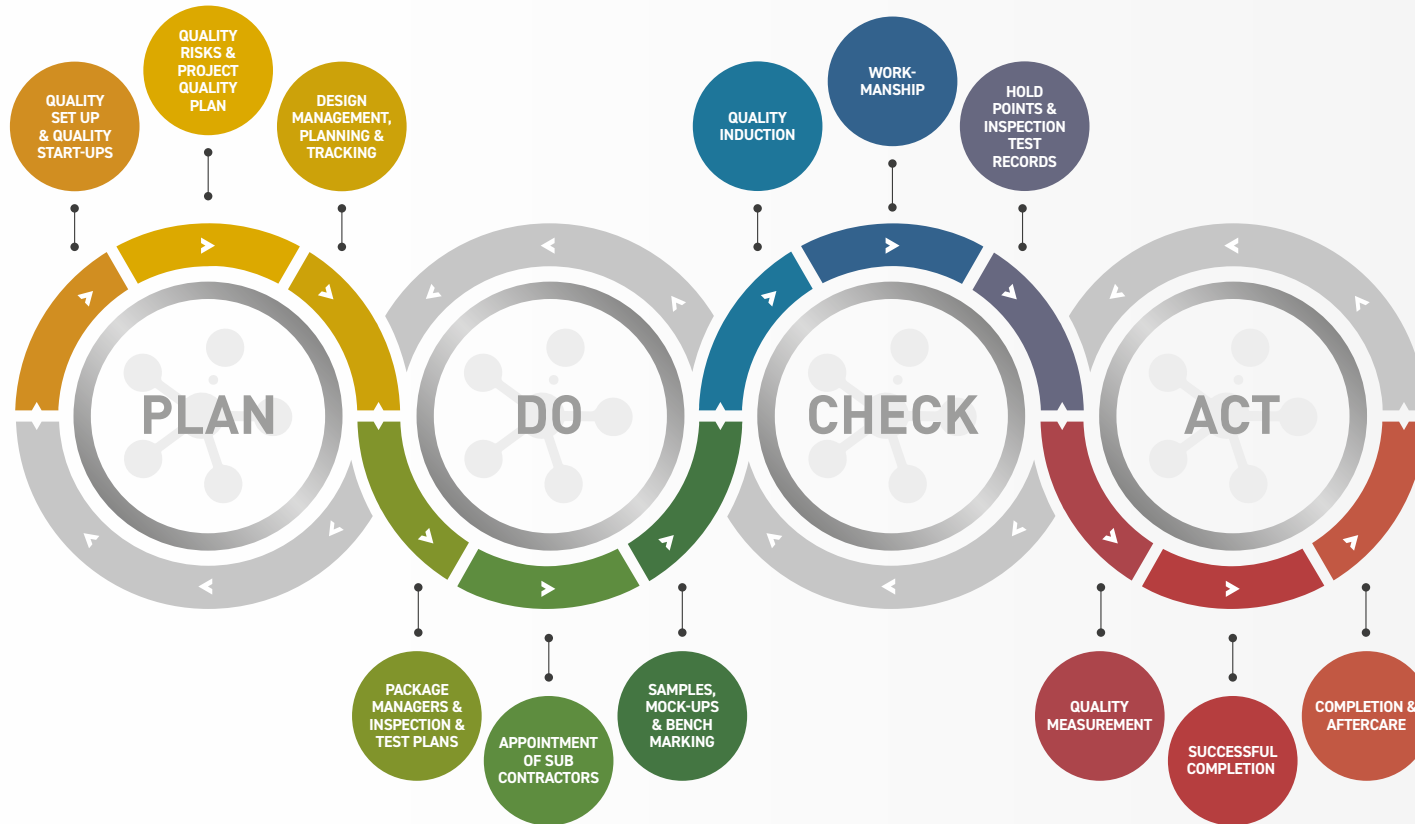 QUALITY
SET UP
& QUALITY
START-UPS
QUALITY
RISKS &
PROJECT
QUALITY
PLAN
DESIGN
MANAGEMENT,
PLANNING &
TRACKING
QUALITY
INDUCTION
WORK-
MANSHIP
HOLD
POINTS &
INSPECTION
TEST
RECORDS
PLAN
DO
CHECK
ACT
PACKAGE
MANAGERS &
INSPECTION &
TEST PLANS
APPOINTMENT
OF SUB
CONTRACTORS
SAMPLES,
MOCK-UPS
& BENCH
MARKING
QUALITY
MEASUREMENT
SUCCESSFUL
COMPLETION
COMPLETION &
AFTERCARE